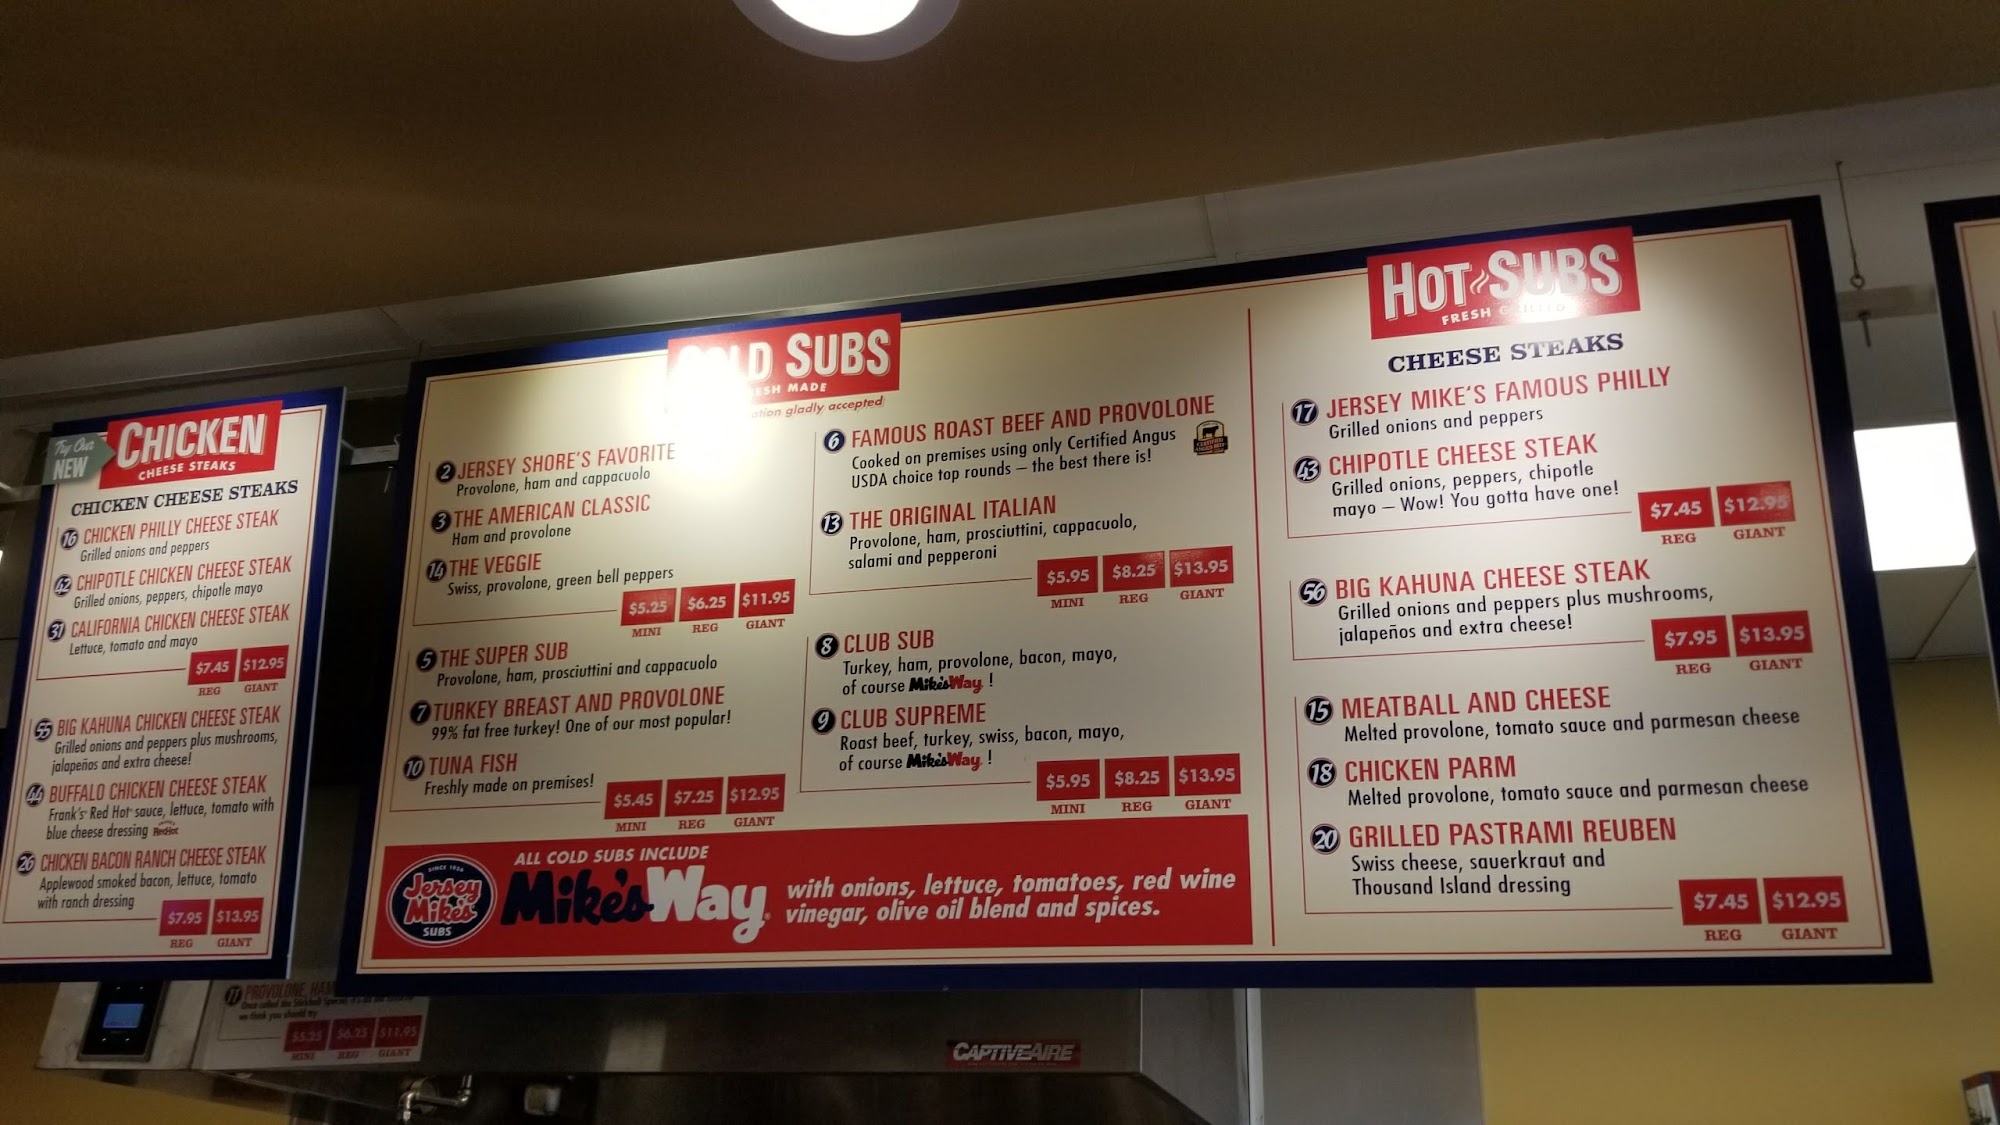 Try Our
NEW
CHICKEN
CHEESE STEAKS
CHICKEN CHEESE STEAKS
16 CHICKEN PHILLY CHEESE STEAK
Grilled onions and peppers
42 CHIPOTLE CHICKEN CHEESE STEAK
Grilled onions, peppers, chipotle mayo
31 CALIFORNIA CHICKEN CHEESE STEAK
Lettuce, tomato and mayo
$7.45 $12.95
REG GIANT
55 BIG KAHUNA CHICKEN CHEESE STEAK
Grilled onions and peppers plus mushrooms,
jalapeños and extra cheese!
44 BUFFALO CHICKEN CHEESE STEAK
Frank's Red Hot sauce, lettuce, tomato with
blue cheese dressing RedHot
26 CHICKEN BACON RANCH CHEESE STEAK
Applewood smoked bacon, lettuce, tomato
with ranch dressing
$7.95 $13.95
REG GIANT
COLD SUBS
FRESH MADE
gladly accepted
2 JERSEY SHORE'S FAVORITE
Provolone, ham and cappacuolo
3 THE AMERICAN CLASSIC
Ham and provolone
14 THE VEGGIE
Swiss, provolone, green bell peppers
$5.25 $6.25 $11.95
MINI REG GIANT
5 THE SUPER SUB
Provolone, ham, prosciuttini and cappacuolo
7 TURKEY BREAST AND PROVOLONE
99% fat free turkey! One of our most popular!
10 TUNA FISH
Freshly made on premises!
$5.45 $7.25 $12.95
MINI REG GIANT
6 FAMOUS ROAST BEEF AND PROVOLONE
Cooked on premises using only Certified Angus
USDA choice top rounds – the best there is!
13 THE ORIGINAL ITALIAN
Provolone, ham, prosciuttini, cappacuolo,
salami and pepperoni
$5.95 $8.25 $13.95
MINI REG GIANT
8 CLUB SUB
Turkey, ham, provolone, bacon, mayo,
of course Mike's Way !
9 CLUB SUPREME
Roast beef, turkey, swiss, bacon, mayo,
of course Mike's Way !
$5.95 $8.25 $13.95
MINI REG GIANT
SINCE 1956
Jersey
Mike's
SUBS
ALL COLD SUBS INCLUDE
Mike's Way
with onions, lettuce, tomatoes, red wine
vinegar, olive oil blend and spices.
HOT SUBS
FRESH GRILLED
CHEESE STEAKS
17 JERSEY MIKE'S FAMOUS PHILLY
Grilled onions and peppers
43 CHIPOTLE CHEESE STEAK
Grilled onions, peppers, chipotle
mayo – Wow! You gotta have one!
$7.45 $12.95
REG GIANT
56 BIG KAHUNA CHEESE STEAK
Grilled onions and peppers plus mushrooms,
jalapeños and extra cheese!
$7.95 $13.95
REG GIANT
15 MEATBALL AND CHEESE
Melted provolone, tomato sauce and parmesan cheese
18 CHICKEN PARM
Melted provolone, tomato sauce and parmesan cheese
20 GRILLED PASTRAMI REUBEN
Swiss cheese, sauerkraut and
Thousand Island dressing
$7.45 $12.95
REG GIANT
11 PROVOLONE, HAM
we think you should try
$5.25 $6.25 $11.95
MINI REG GIANT
CAPTIVEAIRE